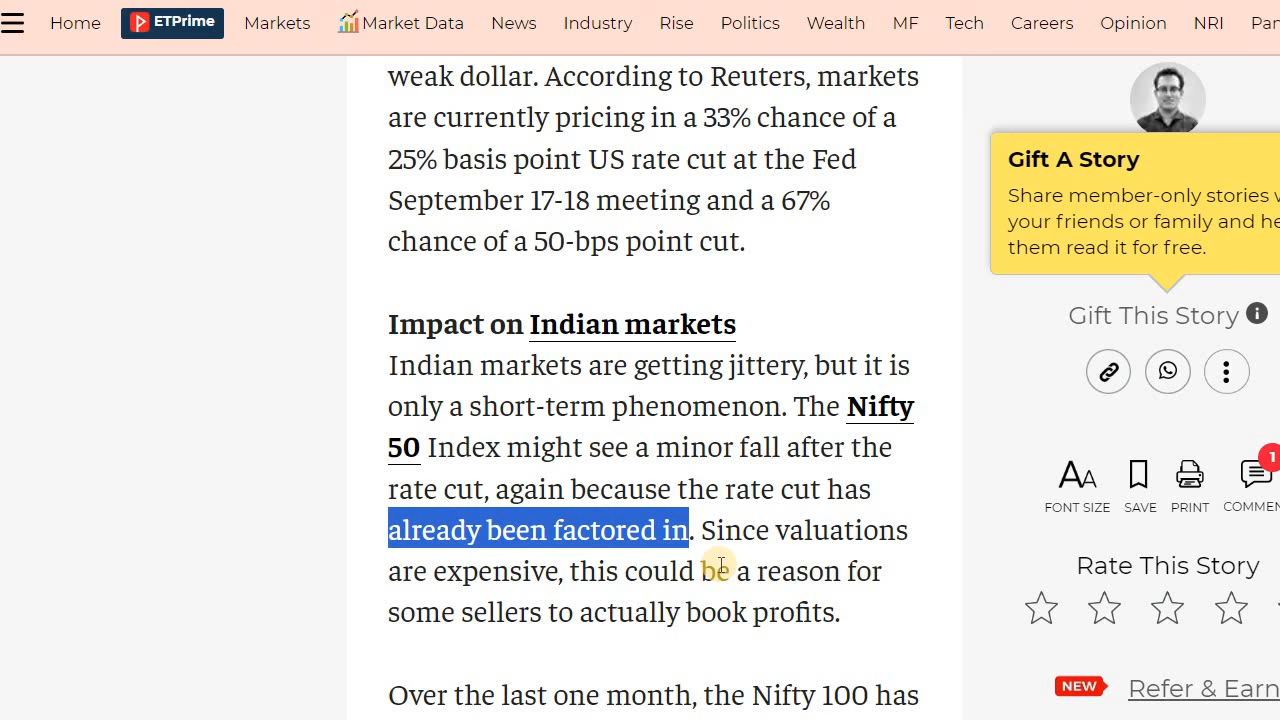 Home ETPrime Markets Market Data News Industry Rise Politics Wealth MF Tech Careers Opinion NRI
weak dollar. According to Reuters, markets
are currently pricing in a 33% chance of a
25% basis point US rate cut at the Fed
September 17-18 meeting and a 67%
chance of a 50-bps point cut.
Impact on Indian markets
Indian markets are getting jittery, but it is
only a short-term phenomenon. The Nifty
50 Index might see a minor fall after the
rate cut, again because the rate cut has
already been factored in. Since valuations
are expensive, this could be a reason for
some sellers to actually book profits.
Over the last one month, the Nifty 100 has
Gift A Story
Share member-only stories
your friends or family and
them read it for free.
Gift This Story
1
FONT SIZE SAVE PRINT
Rate This Story
NEW Refer & Earn